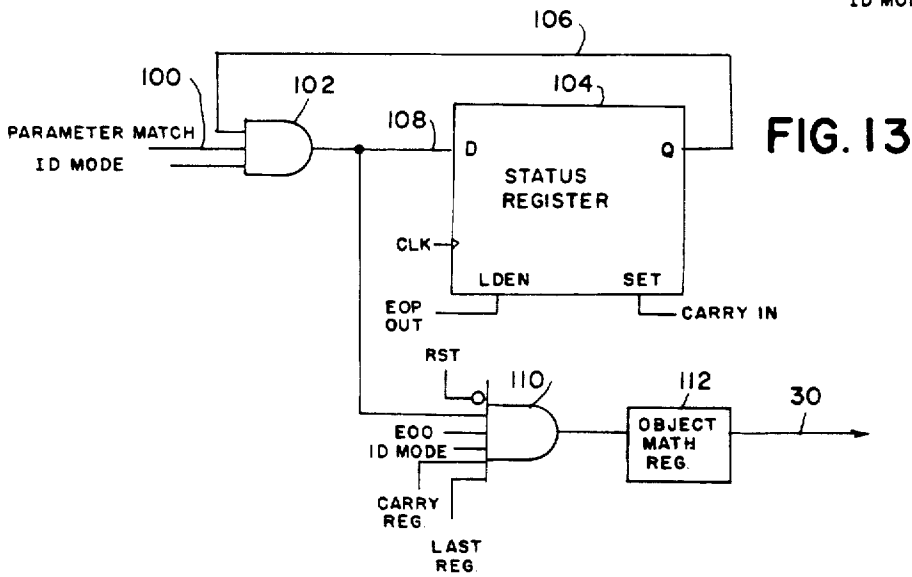 ID MOD
106
100
102
104
PARAMETER MATCH
ID MODE
108
D
Q
FIG. 13
STATUS
REGISTER
CLK
LDEN
SET
EOP
OUT
CARRY IN
RST
110
112
30
EOO
ID MODE
OBJECT
MATH
REG.
CARRY
REG.
LAST
REG.